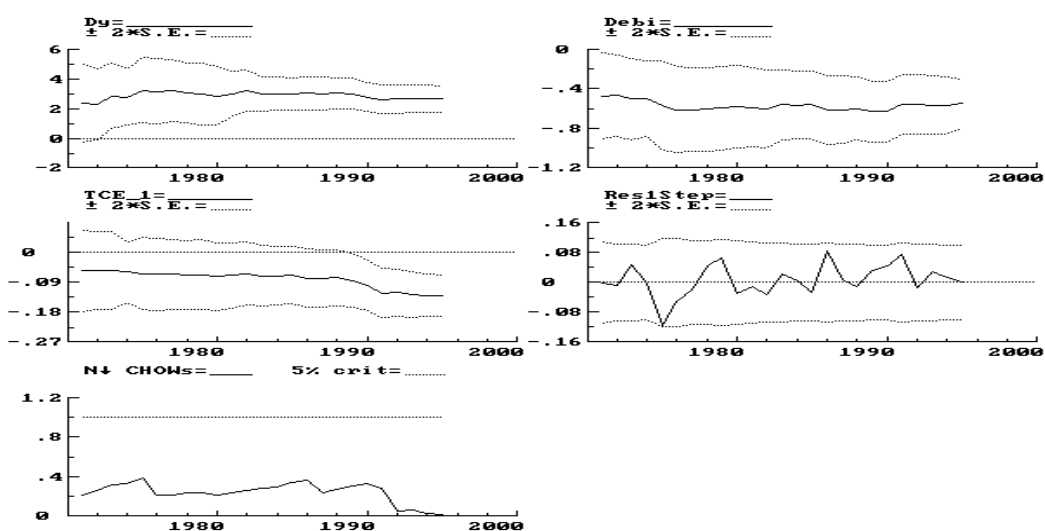 Dy=
± 2*S.E.=
6
4
2
0
-2
1980 1990 2000
Debi=
± 2*S.E.=
0
-.4
-.8
-1.2
1980 1990 2000
TCE_1=
± 2*S.E.=
0
-.09
-.18
-.27
1980 1990 2000
Res1Step=
± 2*S.E.=
.16
.08
0
-.08
-.16
1980 1990 2000
N↓ CHOWs= 5% crit=
1.2
.8
.4
0
1980 1990 2000